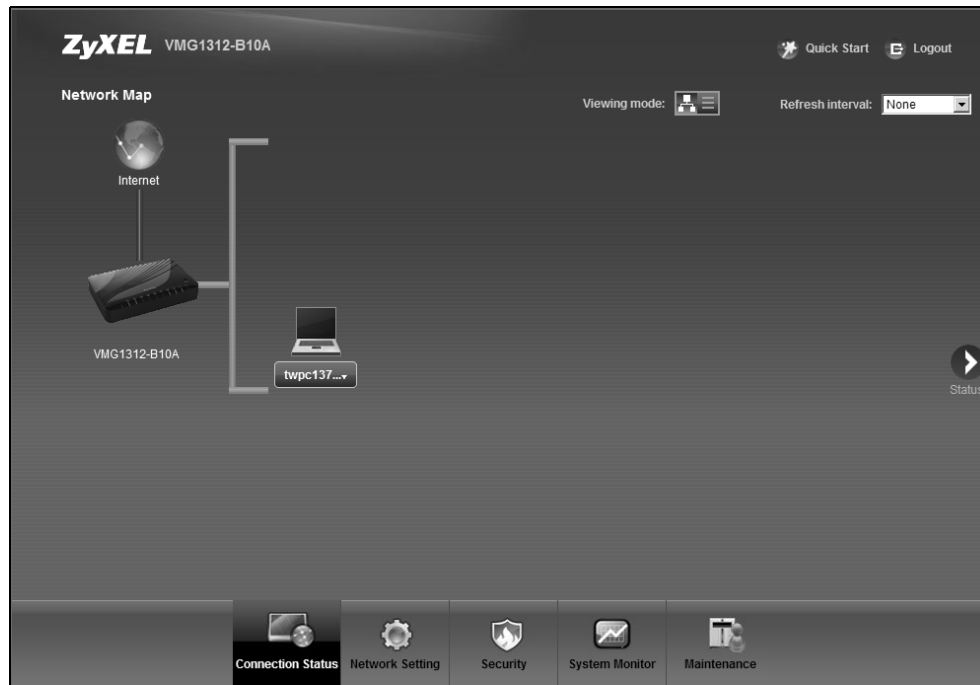 ZyXEL VMG1312-B10A
Quick Start Logout
Network Map
Viewing mode: Refresh interval: None
Internet
VMG1312-B10A
twpc137...
Status
Connection Status Network Setting Security System Monitor Maintenance